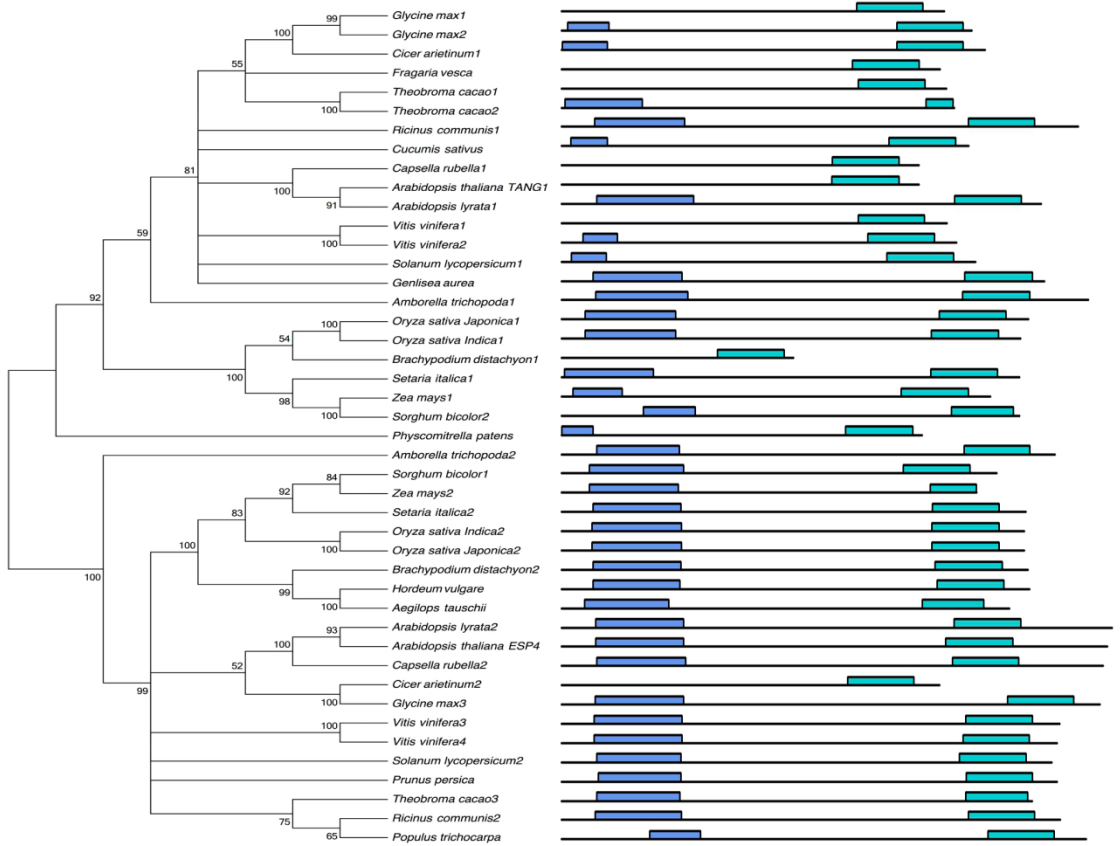 Glycine max1
99
Glycine max2
100
Cicer arietinum1
55
Fragaria vesca
Theobroma cacao1
100
Theobroma cacao2
Ricinus communis1
Cucumis sativus
81
Capsella rubella1
100
Arabidopsis thaliana TANG1
91
Arabidopsis lyrata1
Vitis vinifera1
59
100
Vitis vinifera2
Solanum lycopersicum1
Genlisea aurea
92
Amborella trichopoda1
Oryza sativa Japonica1
100
Oryza sativa Indica1
54
Brachypodium distachyon1
100
Setaria italica1
98
Zea mays1
100
Sorghum bicolor2
Physcomitrella patens
Amborella trichopoda2
Sorghum bicolor1
84
Zea mays2
92
Setaria italica2
83
Oryza sativa Indica2
100
Oryza sativa Japonica2
100
Brachypodium distachyon2
100
99
Hordeum vulgare
100
Aegilops tauschii
Arabidopsis lyrata2
93
Arabidopsis thaliana ESP4
100
Capsella rubella2
52
Cicer arietinum2
99
100
Glycine max3
Vitis vinifera3
100
Vitis vinifera4
Solanum lycopersicum2
Prunus persica
Theobroma cacao3
75
Ricinus communis2
65
Populus trichocarpa